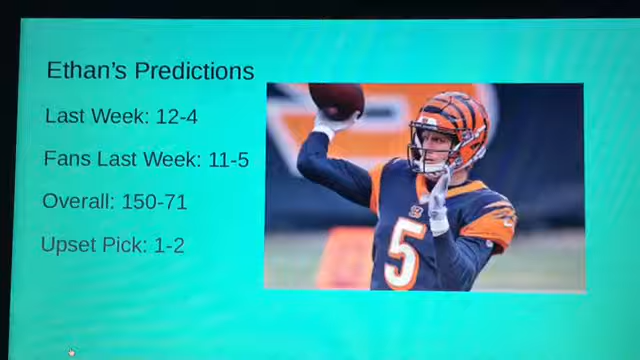 Ethan's Predictions
Last Week: 12-4
Fans Last Week: 11-5
Overall: 150-71
Upset Pick: 1-2
5